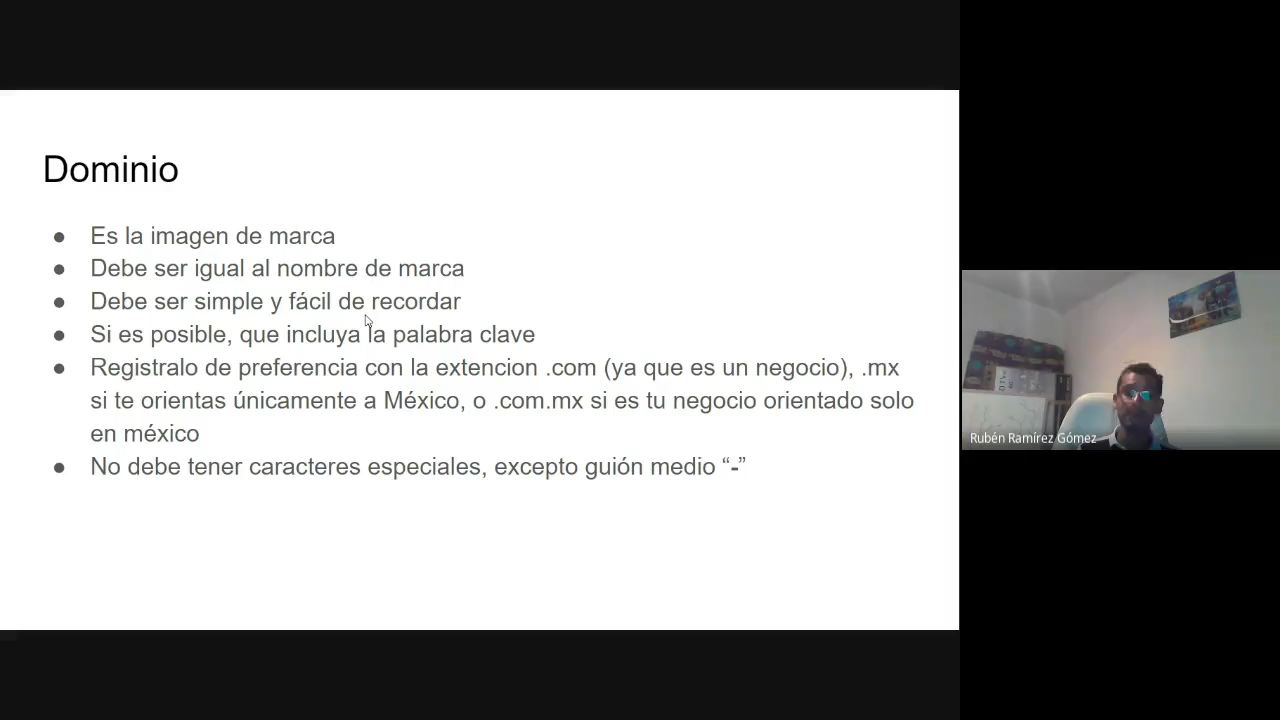 Dominio
● Es la imagen de marca
● Debe ser igual al nombre de marca
● Debe ser simple y fácil de recordar
● Si es posible, que incluya la palabra clave
● Registralo de preferencia con la extencion .com (ya que es un negocio), .mx
si te orientas únicamente a México, o .com.mx si es tu negocio orientado solo
en méxico
● No debe tener caracteres especiales, excepto guión medio “-”
Rubén Ramírez Gómez